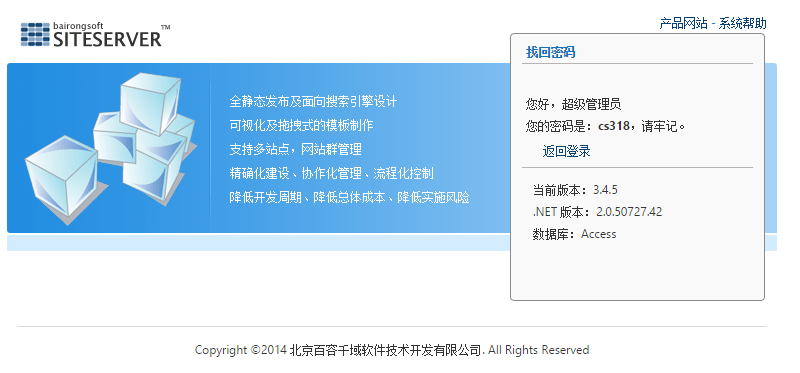 bairongsoft
SITESERVER™
产品网站 - 系统帮助
全静态发布及面向搜索引擎设计
可视化及拖拽式的模板制作
支持多站点，网站群管理
精确化建设、协作化管理、流程化控制
降低开发周期、降低总体成本、降低实施风险
找回密码
您好，超级管理员
您的密码是：cs318，请牢记。
返回登录
当前版本：3.4.5
.NET 版本：2.0.50727.42
数据库：Access
Copyright ©2014 北京百容千域软件技术开发有限公司. All Rights Reserved